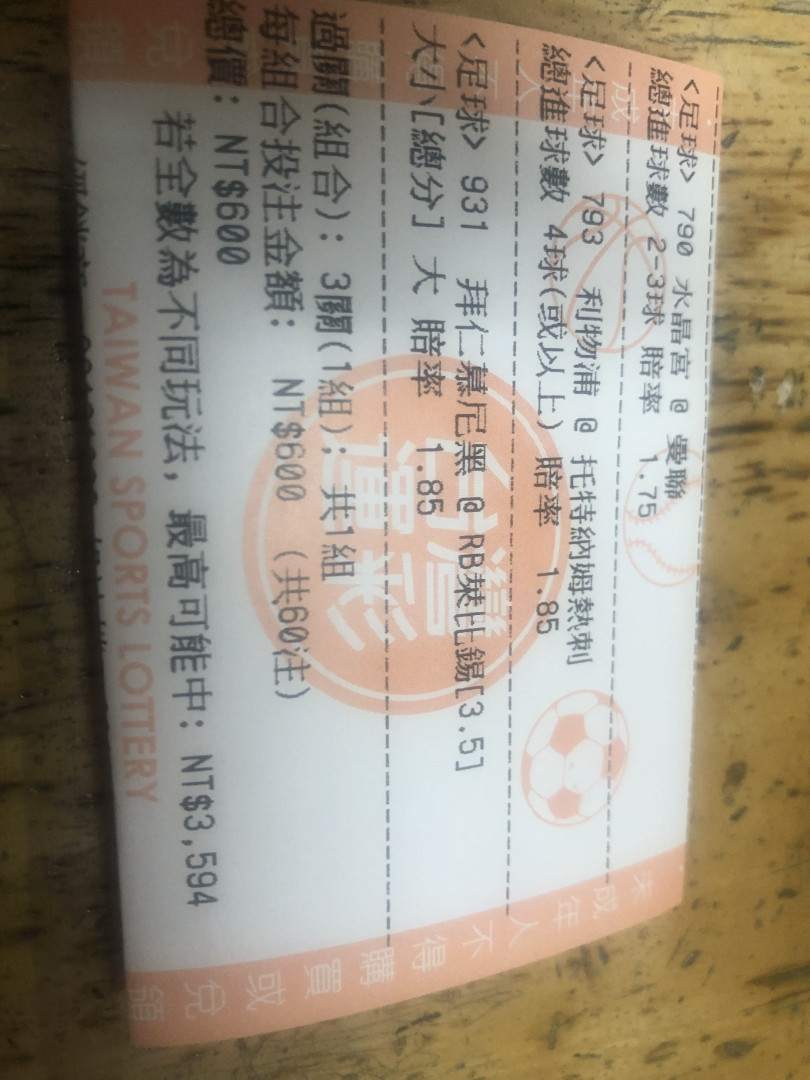 <足球> 790 水晶宮 @ 曼聯
總進球數 2-3球 賠率 1.75
<足球> 793 利物浦 @ 托特納姆熱刺
總進球數 4球(或以上) 賠率 1.85
<足球> 931 拜仁慕尼黑 @ RB萊比錫[3.5]
大小[總分] 大 賠率 1.85
過關(組合): 3關(1組); 共1組
每組合投注金額: NT$600 (共60注)
總價: NT$600
若全數為不同玩法, 最高可能中: NT$3,594
TAIWAN SPORTS LOTTERY
台灣
運彩
未成年人不得購買或兌領